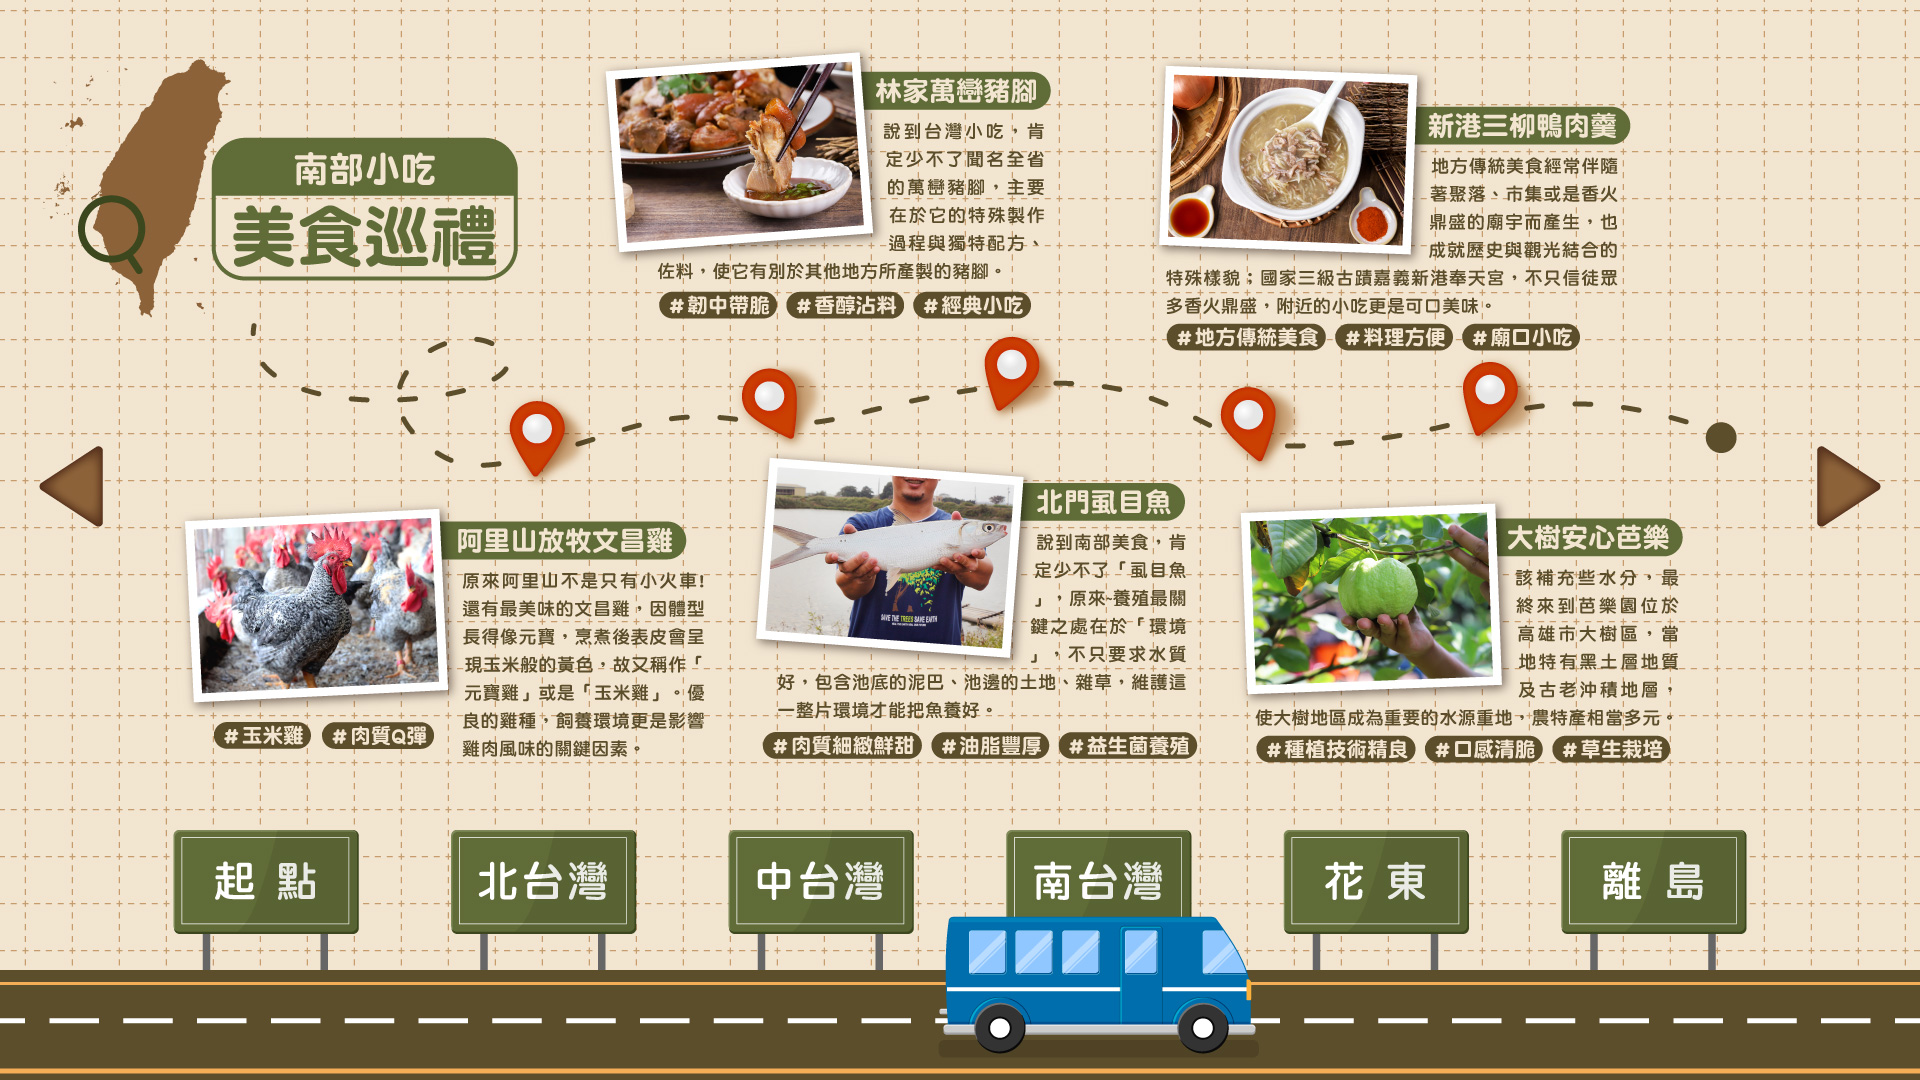 南部小吃
美食巡禮
林家萬巒豬腳
說到台灣小吃，肯
定少不了聞名全省
的萬巒豬腳，主要
在於它的特殊製作
過程與獨特配方、
佐料，使它有別於其他地方所產製的豬腳。
#韌中帶脆 #香醇沾料 #經典小吃
新港三柳鴨肉羹
地方傳統美食經常伴隨
著聚落、市集或是香火
鼎盛的廟宇而產生，也
成就歷史與觀光結合的
特殊樣貌；國家三級古蹟嘉義新港奉天宮，不只信徒眾
多香火鼎盛，附近的小吃更是可口美味。
#地方傳統美食 #料理方便 #廟口小吃
阿里山放牧文昌雞
原來阿里山不是只有小火車!
還有最美味的文昌雞，因體型
長得像元寶，烹煮後表皮會呈
現玉米般的黃色，故又稱作「
元寶雞」或是「玉米雞」。優
良的雞種，飼養環境更是影響
雞肉風味的關鍵因素。
#玉米雞 #肉質Q彈
北門虱目魚
說到南部美食，肯
定少不了「虱目魚
」，原來~養殖最關
鍵之處在於「環境
」，不只要求水質
好，包含池底的泥巴、池邊的土地、雜草，維護這
一整片環境才能把魚養好。
#肉質細緻鮮甜 #油脂豐厚 #益生菌養殖
SAVE THE TREES SAVE EARTH
大樹安心芭樂
該補充些水分，最
終來到芭樂園位於
高雄市大樹區，當
地特有黑土層地質
及古老沖積地層，
使大樹地區成為重要的水源重地，農特產相當多元。
#種植技術精良 #口感清脆 #草生栽培
起點
北台灣
中台灣
南台灣
花東
離島